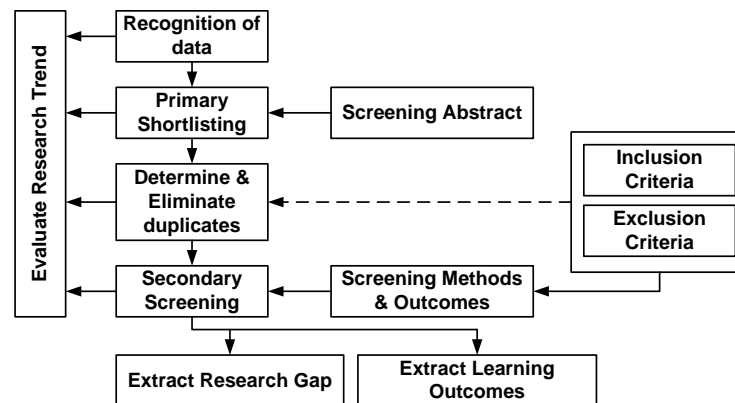 Evaluate Research Trend
Recognition of
data
Primary
Shortlisting
Screening Abstract
Determine &
Eliminate
duplicates
Inclusion
Criteria
Exclusion
Criteria
Secondary
Screening
Screening Methods
& Outcomes
Extract Research Gap
Extract Learning
Outcomes